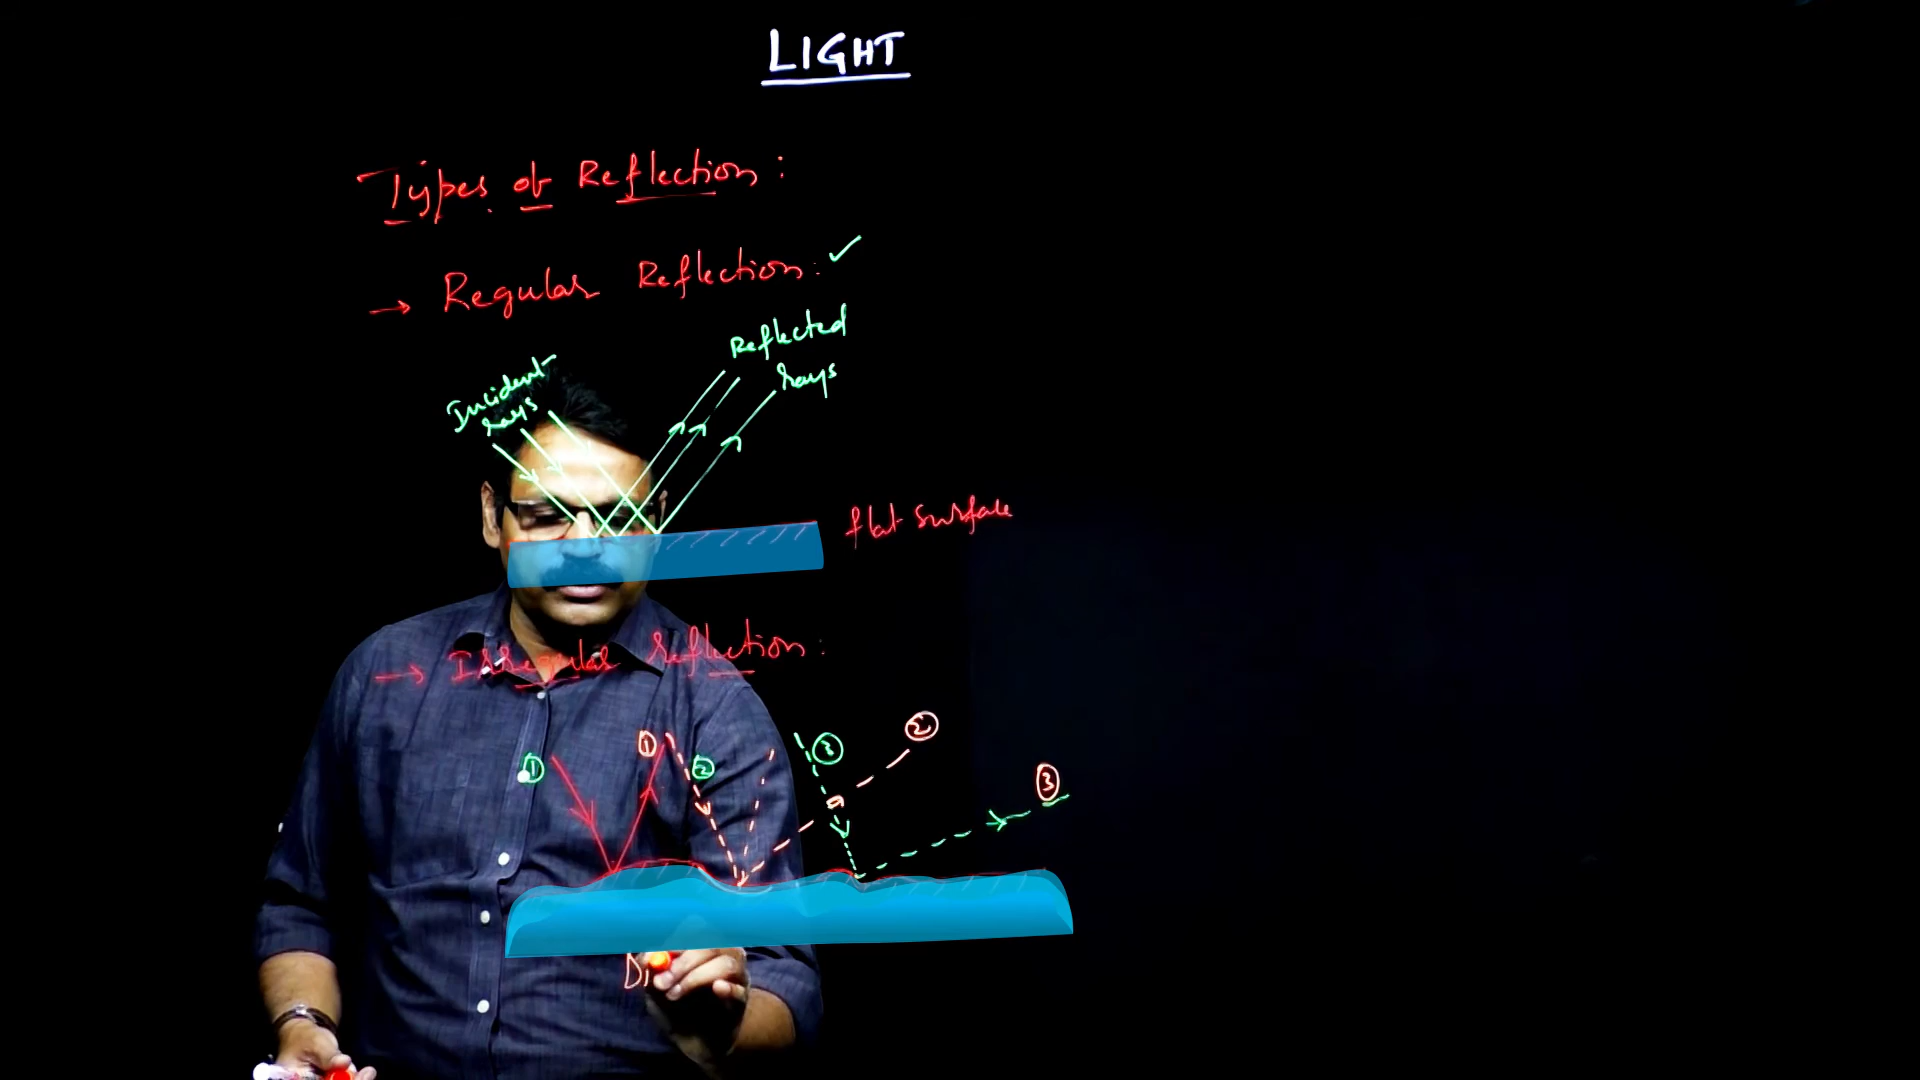 LIGHT
Types of Reflection:
→ Regular Reflection: ✓
Incident rays
Reflected rays
flat surface
→ Irregular reflection:
① ① ② ③ ② ③
Di